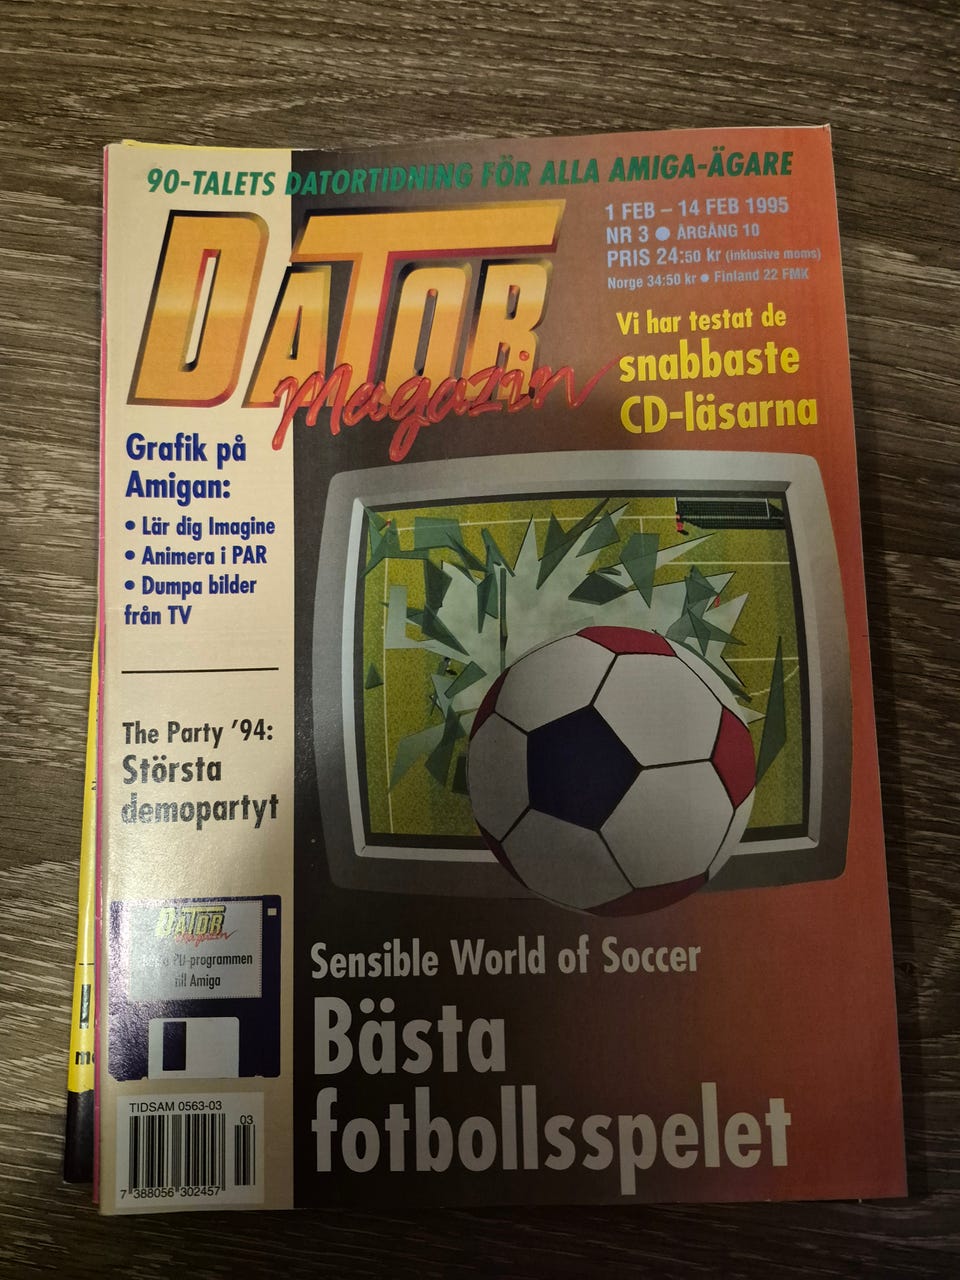 90-TALETS DATORTIDNING FÖR ALLA AMIGA-ÄGARE
1 FEB – 14 FEB 1995
NR 3 ● ÅRGÅNG 10
PRIS 24:50 kr (inklusive moms)
Norge 34:50 kr ● Finland 22 FMK
DATOR
Magazin
Vi har testat de
snabbaste
CD-läsarna
Grafik på
Amigan:
• Lär dig Imagine
• Animera i PAR
• Dumpa bilder
från TV
The Party '94:
Största
demopartyt
DATOR
Magazin
PD-programmen
till Amiga
Sensible World of Soccer
Bästa
fotbollsspelet
TIDSAM 0563-03
03
7 388056 302457